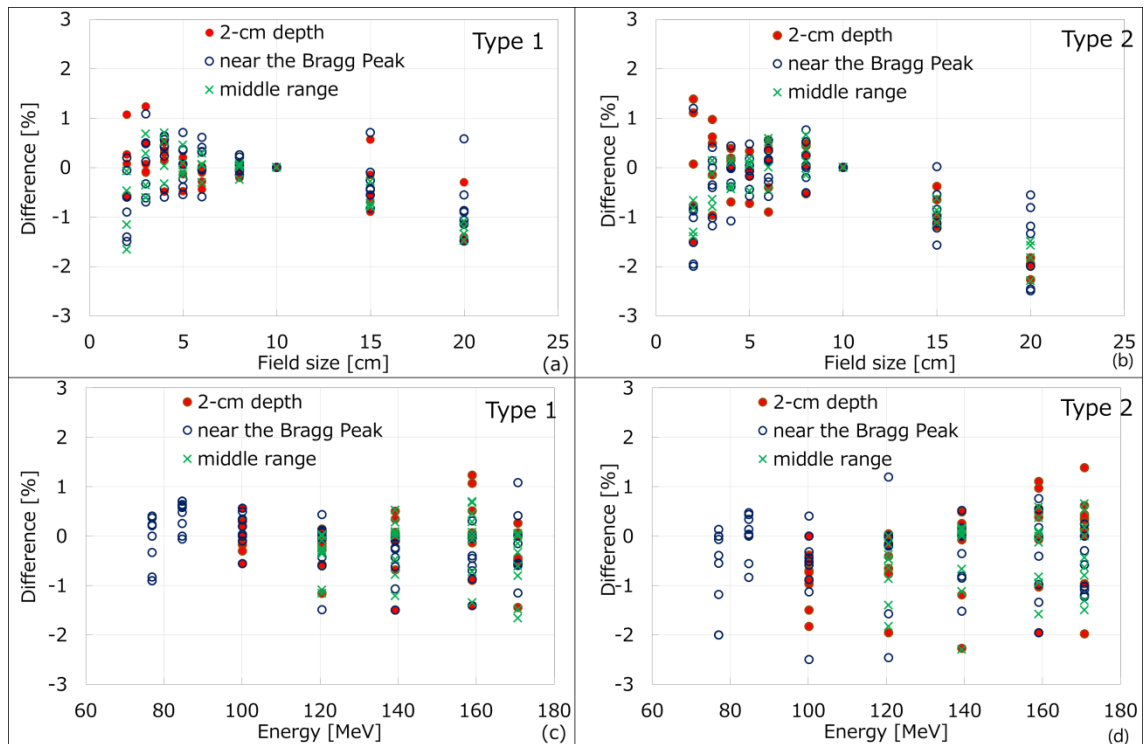 3
2
1
0
-1
-2
-3
Difference [%]
2-cm depth
near the Bragg Peak
middle range
Type 1
0 5 10 15 20 25
Field size [cm]
(a)
3
2
1
0
-1
-2
-3
Difference [%]
2-cm depth
near the Bragg Peak
middle range
Type 2
0 5 10 15 20 25
Field size [cm]
(b)
3
2
1
0
-1
-2
-3
Difference [%]
2-cm depth
near the Bragg Peak
middle range
Type 1
60 80 100 120 140 160 180
Energy [MeV]
(c)
3
2
1
0
-1
-2
-3
Difference [%]
2-cm depth
near the Bragg Peak
middle range
Type 2
60 80 100 120 140 160 180
Energy [MeV]
(d)